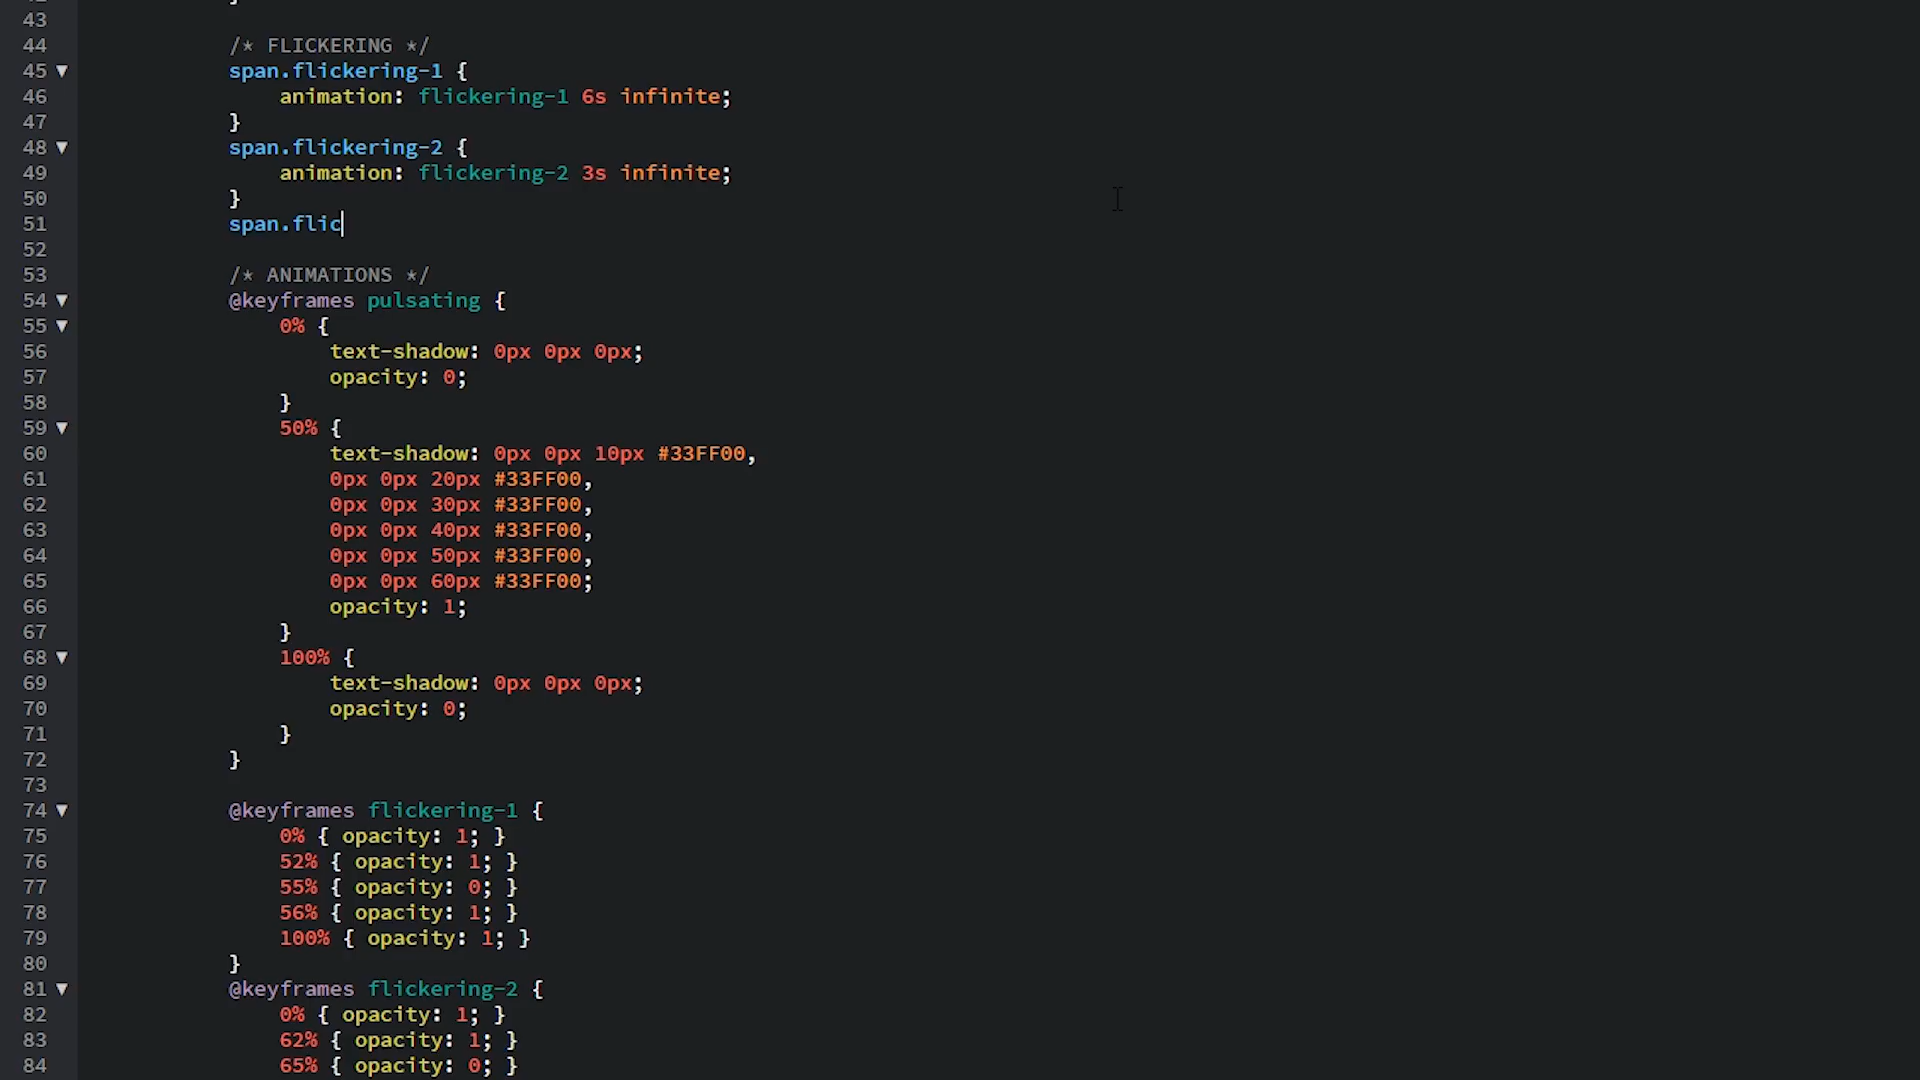 43
44 /* FLICKERING */
45 ▼ span.flickering-1 {
46 animation: flickering-1 6s infinite;
47 }
48 ▼ span.flickering-2 {
49 animation: flickering-2 3s infinite;
50 }
51 span.flic
52
53 /* ANIMATIONS */
54 ▼ @keyframes pulsating {
55 ▼ 0% {
56 text-shadow: 0px 0px 0px;
57 opacity: 0;
58 }
59 ▼ 50% {
60 text-shadow: 0px 0px 10px #33FF00,
61 0px 0px 20px #33FF00,
62 0px 0px 30px #33FF00,
63 0px 0px 40px #33FF00,
64 0px 0px 50px #33FF00,
65 0px 0px 60px #33FF00;
66 opacity: 1;
67 }
68 ▼ 100% {
69 text-shadow: 0px 0px 0px;
70 opacity: 0;
71 }
72 }
73
74 ▼ @keyframes flickering-1 {
75 0% { opacity: 1; }
76 52% { opacity: 1; }
77 55% { opacity: 0; }
78 56% { opacity: 1; }
79 100% { opacity: 1; }
80 }
81 ▼ @keyframes flickering-2 {
82 0% { opacity: 1; }
83 62% { opacity: 1; }
84 65% { opacity: 0; }